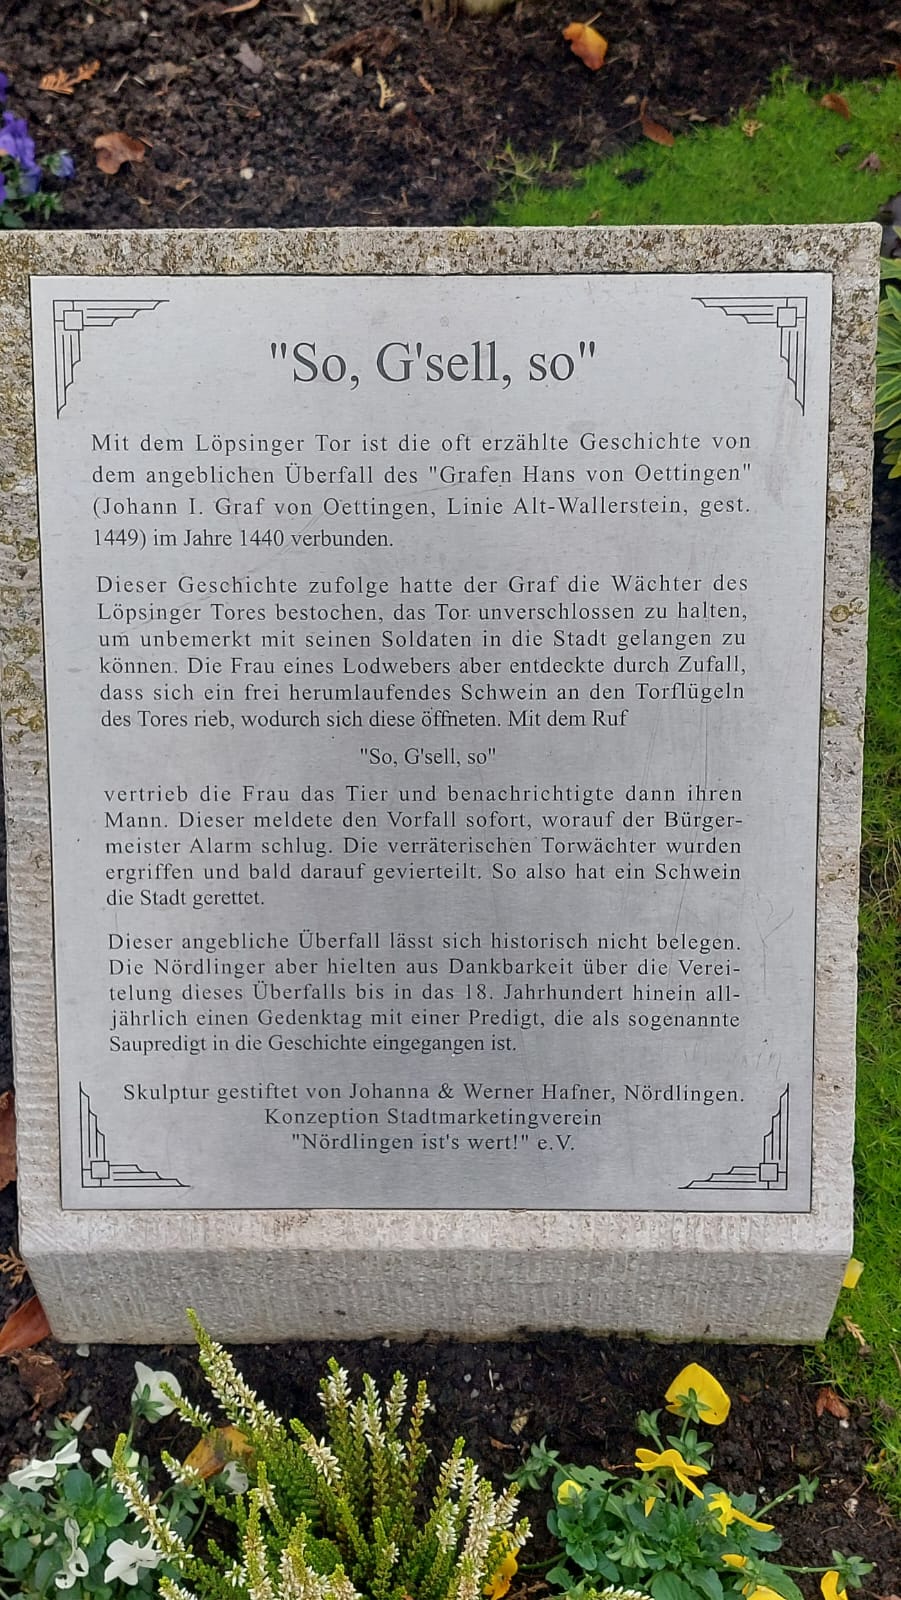 "So, G'sell, so"
Mit dem Löpsinger Tor ist die oft erzählte Geschichte von
dem angeblichen Überfall des "Grafen Hans von Oettingen"
(Johann I. Graf von Oettingen, Linie Alt-Wallerstein, gest.
1449) im Jahre 1440 verbunden.
Dieser Geschichte zufolge hatte der Graf die Wächter des
Löpsinger Tores bestochen, das Tor unverschlossen zu halten,
um unbemerkt mit seinen Soldaten in die Stadt gelangen zu
können. Die Frau eines Lodwebers aber entdeckte durch Zufall,
dass sich ein frei herumlaufendes Schwein an den Torflügeln
des Tores rieb, wodurch sich diese öffneten. Mit dem Ruf
"So, G'sell, so"
vertrieb die Frau das Tier und benachrichtigte dann ihren
Mann. Dieser meldete den Vorfall sofort, worauf der Bürger-
meister Alarm schlug. Die verräterischen Torwächter wurden
ergriffen und bald darauf gevierteilt. So also hat ein Schwein
die Stadt gerettet.
Dieser angebliche Überfall lässt sich historisch nicht belegen.
Die Nördlinger aber hielten aus Dankbarkeit über die Verei-
telung dieses Überfalls bis in das 18. Jahrhundert hinein all-
jährlich einen Gedenktag mit einer Predigt, die als sogenannte
Saupredigt in die Geschichte eingegangen ist.
Skulptur gestiftet von Johanna & Werner Hafner, Nördlingen.
Konzeption Stadtmarketingverein
"Nördlingen ist's wert!" e.V.